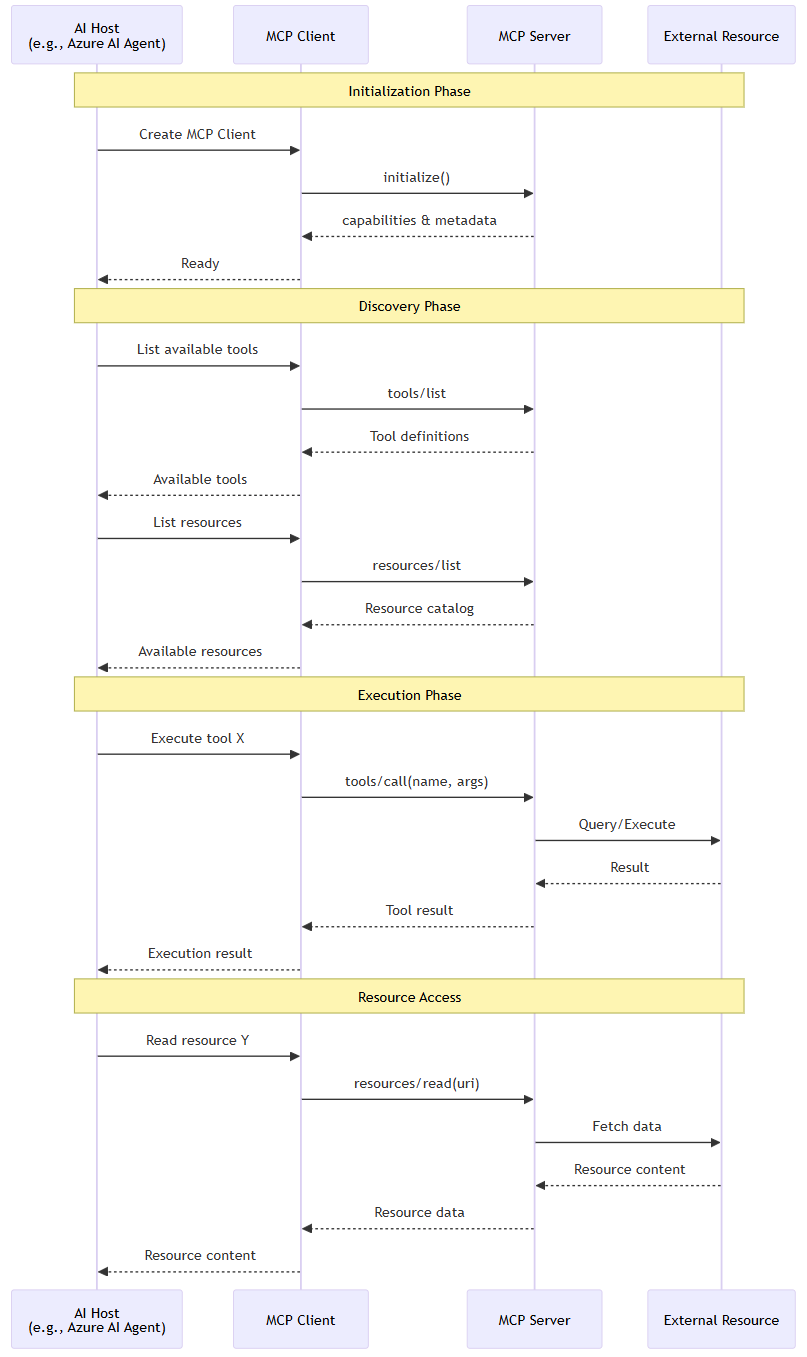 AI Host
(e.g., Azure AI Agent)
MCP Client
MCP Server
External Resource
Initialization Phase
Create MCP Client
initialize()
capabilities & metadata
Ready
Discovery Phase
List available tools
tools/list
Tool definitions
Available tools
List resources
resources/list
Resource catalog
Available resources
Execution Phase
Execute tool X
tools/call(name, args)
Query/Execute
Result
Tool result
Execution result
Resource Access
Read resource Y
resources/read(uri)
Fetch data
Resource content
Resource data
Resource content
AI Host
(e.g., Azure AI Agent)
MCP Client
MCP Server
External Resource